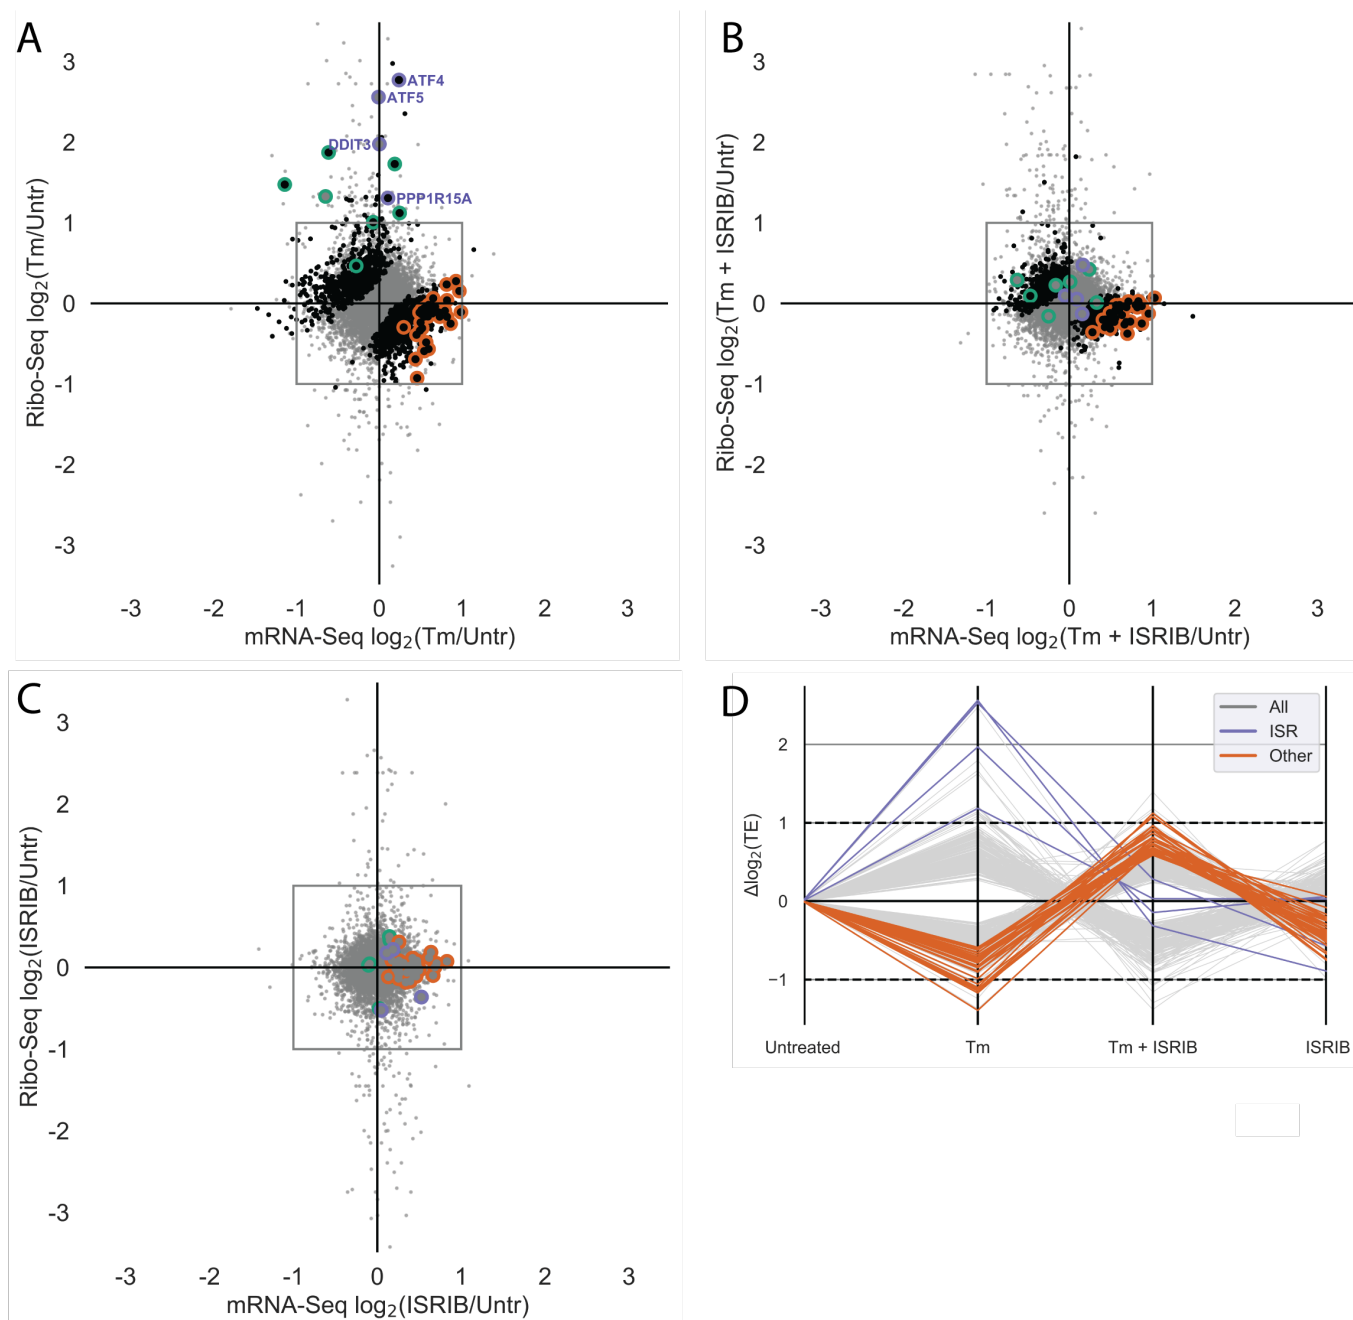 A
3
2
1
0
-1
-2
-3
Ribo-Seq log2(Tm/Untr)
ATF4
ATF5
DDIT3
PPP1R15A
-3 -2 -1 0 1 2 3
mRNA-Seq log2(Tm/Untr)
B
3
2
1
0
-1
-2
-3
Ribo-Seq log2(Tm + ISRIB/Untr)
-3 -2 -1 0 1 2 3
mRNA-Seq log2(Tm + ISRIB/Untr)
C
3
2
1
0
-1
-2
-3
Ribo-Seq log2(ISRIB/Untr)
-3 -2 -1 0 1 2 3
mRNA-Seq log2(ISRIB/Untr)
D
All
ISR
Other
2
1
0
−1
Δlog2(TE)
Untreated Tm Tm + ISRIB ISRIB